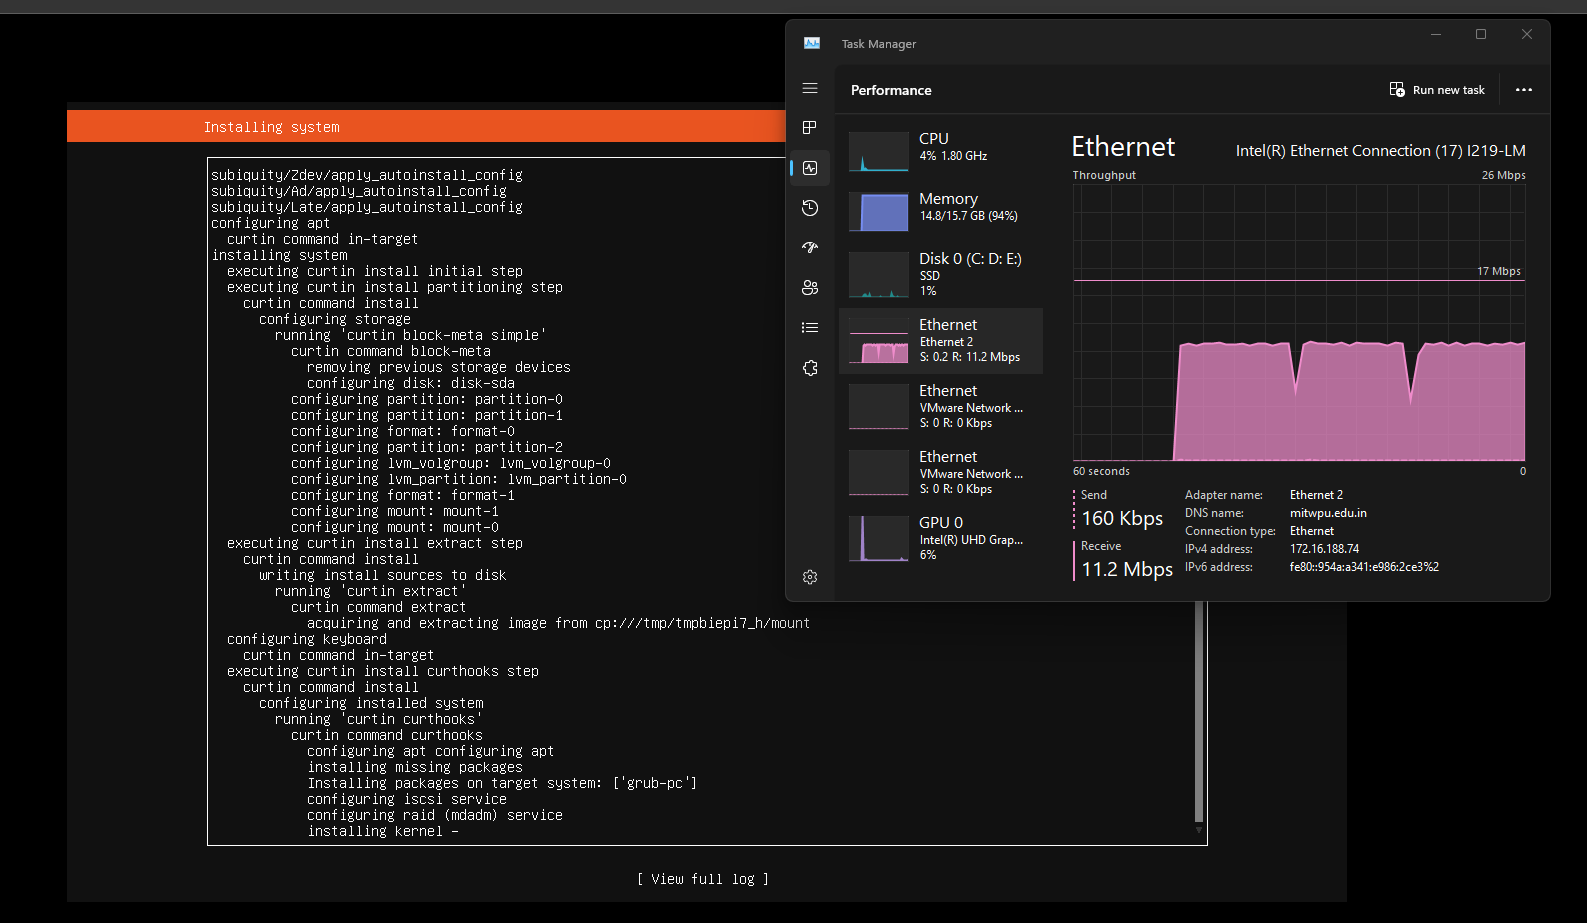 Installing system
subiquity/Zdev/apply_autoinstall_config
subiquity/Ad/apply_autoinstall_config
subiquity/Late/apply_autoinstall_config
configuring apt
curtin command in-target
installing system
executing curtin install initial step
executing curtin install partitioning step
curtin command install
configuring storage
running 'curtin block-meta simple'
curtin command block-meta
removing previous storage devices
configuring disk: disk-sda
configuring partition: partition-0
configuring partition: partition-1
configuring format: format-0
configuring partition: partition-2
configuring lvm_volgroup: lvm_volgroup-0
configuring lvm_partition: lvm_partition-0
configuring format: format-1
configuring mount: mount-1
configuring mount: mount-0
executing curtin install extract step
curtin command install
writing install sources to disk
running 'curtin extract'
curtin command extract
acquiring and extracting image from cp:///tmp/tmpbiepi7_h/mount
configuring keyboard
curtin command in-target
executing curtin install curthooks step
curtin command install
configuring installed system
running 'curtin curthooks'
curtin command curthooks
configuring apt configuring apt
installing missing packages
Installing packages on target system: ['grub-pc']
configuring iscsi service
configuring raid (mdadm) service
installing kernel -
[ View full log ]
Task Manager
Performance
Run new task
CPU
4% 1.80 GHz
Memory
14.8/15.7 GB (94%)
Disk 0 (C: D: E:)
SSD
1%
Ethernet
Ethernet 2
S: 0.2 R: 11.2 Mbps
Ethernet
VMware Network ...
S: 0 R: 0 Kbps
Ethernet
VMware Network ...
S: 0 R: 0 Kbps
GPU 0
Intel(R) UHD Grap...
6%
Ethernet
Intel(R) Ethernet Connection (17) I219-LM
Throughput
26 Mbps
17 Mbps
60 seconds
0
Send
160 Kbps
Receive
11.2 Mbps
Adapter name: Ethernet 2
DNS name: mitwpu.edu.in
Connection type: Ethernet
IPv4 address: 172.16.188.74
IPv6 address: fe80::954a:a341:e986:2ce3%2